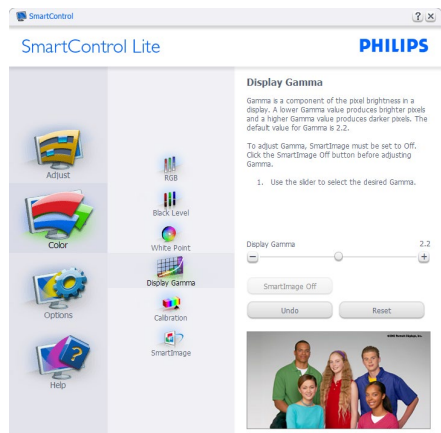 SmartControl
? ×
SmartControl Lite
PHILIPS
Adjust
Color
Options
Help
RGB
Black Level
White Point
Display Gamma
Calibration
SmartImage
Display Gamma
Gamma is a component of the pixel brightness in a
display. A lower Gamma value produces brighter pixels
and a higher Gamma value produces darker pixels. The
default value for Gamma is 2.2.
To adjust Gamma, SmartImage must be set to Off.
Click the SmartImage Off button before adjusting
Gamma.
1. Use the slider to select the desired Gamma.
Display Gamma 2.2
− +
SmartImage Off
Undo Reset